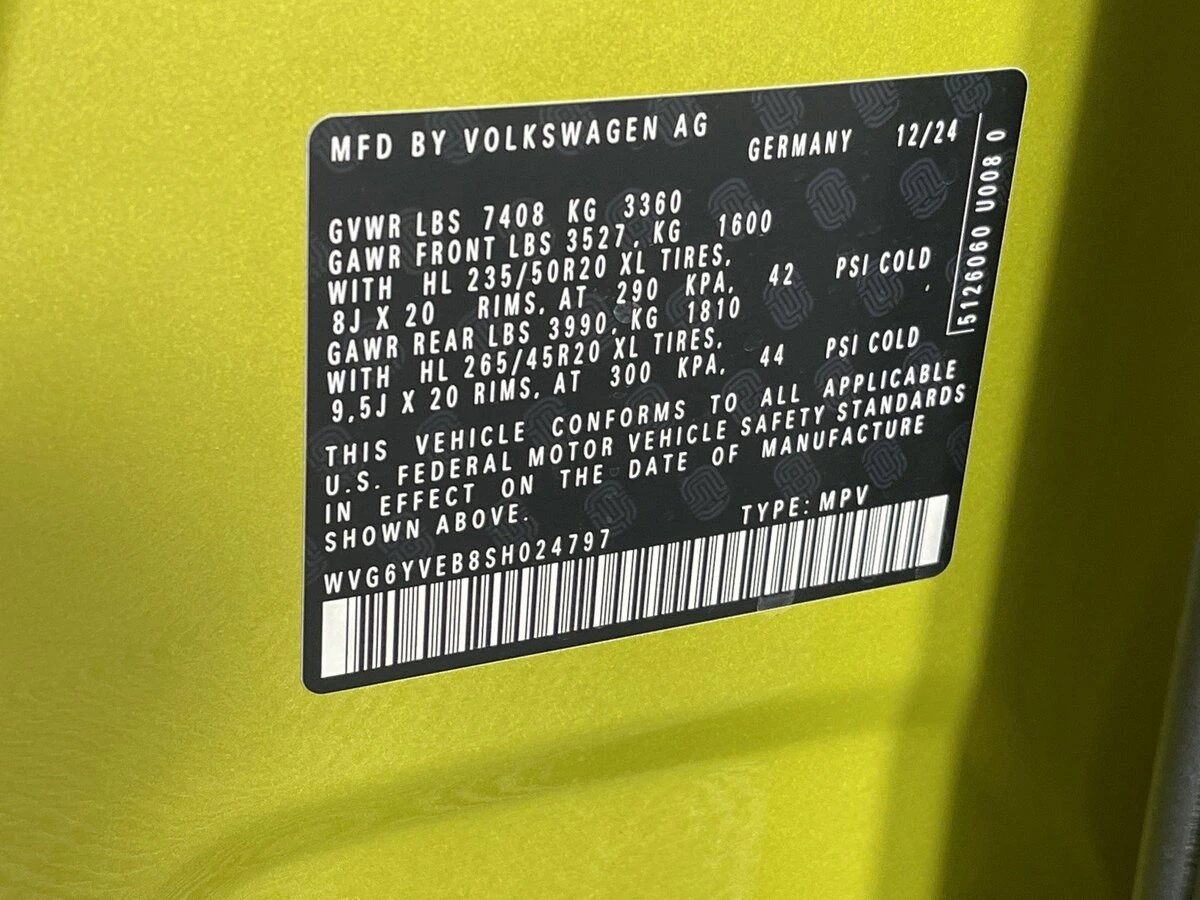 MFD BY VOLKSWAGEN AG GERMANY 12/24
GVWR LBS 7408 KG 3360
GAWR FRONT LBS 3527, KG 1600
WITH HL 235/50R20 XL TIRES,
8J X 20 RIMS, AT 290 KPA, 42 PSI COLD
GAWR REAR LBS 3990, KG 1810
WITH HL 265/45R20 XL TIRES,
9,5J X 20 RIMS, AT 300 KPA, 44 PSI COLD
THIS VEHICLE CONFORMS TO ALL APPLICABLE
U.S. FEDERAL MOTOR VEHICLE SAFETY STANDARDS
IN EFFECT ON THE DATE OF MANUFACTURE
SHOWN ABOVE.
WVG6YVEB8SH024797 TYPE: MPV
5126060 U008 0